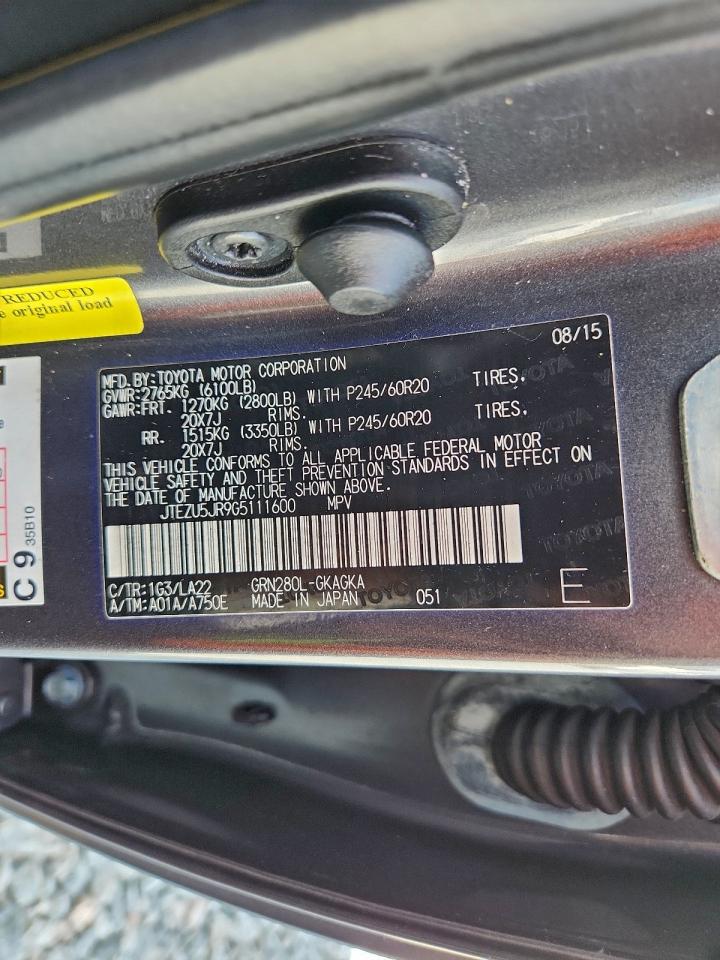 REDUCED
e original load
08/15
MFD. BY: TOYOTA MOTOR CORPORATION
GVWR: 2765KG (6100LB)
GAWR: FRT. 1270KG (2800LB) WITH P245/60R20 TIRES,
20X7J RIMS.
RR. 1515KG (3350LB) WITH P245/60R20 TIRES,
20X7J RIMS.
THIS VEHICLE CONFORMS TO ALL APPLICABLE FEDERAL MOTOR
VEHICLE SAFETY AND THEFT PREVENTION STANDARDS IN EFFECT ON
THE DATE OF MANUFACTURE SHOWN ABOVE.
JTEZU5JR9G5111600 MPV
C/TR: 1G3/LA22 GRN280L-GKAGKA
A/TM: A01A/A750E MADE IN JAPAN 051 E
C9
35B10